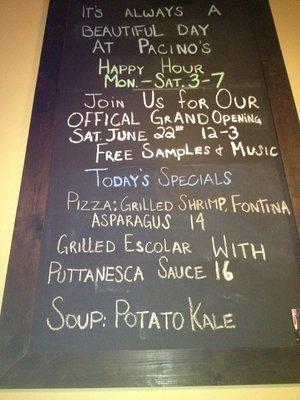 IT'S ALWAYS A
BEAUTIFUL DAY
AT PACINO'S
HAPPY HOUR
MON.-SAT. 3-7
JOIN US FOR OUR
OFFICAL GRAND OPENING
SAT. JUNE 22ND 12-3
FREE SAMPLES & MUSIC
TODAY'S SPECIALS
PIZZA: GRILLED SHRIMP, FONTINA
ASPARAGUS 14
GRILLED ESCOLAR WITH
PUTTANESCA SAUCE 16
SOUP: POTATO KALE